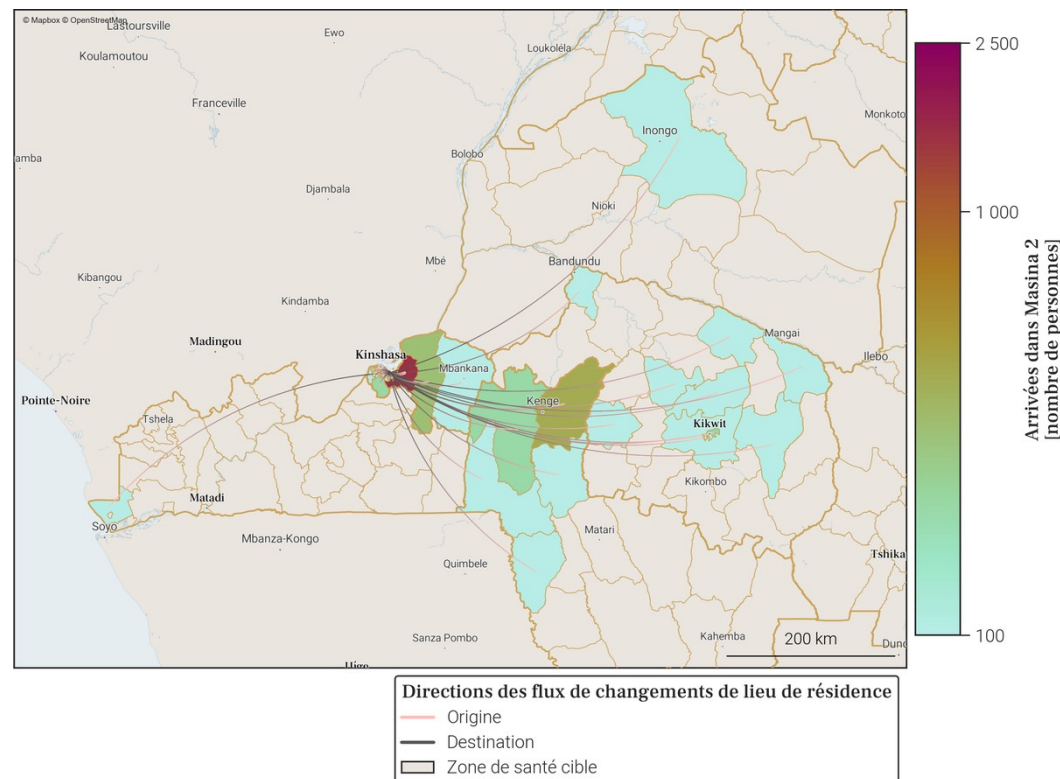 © Mapbox © OpenStreetMap
Lastoursville
Ewo
Koulamoutou
Loukoléla
Franceville
Monkoto
Inongo
amba
Bolobo
Djambala
Nioki
Mbé
Bandundu
Kibangou
Kindamba
Madingou
Kinshasa
Mangai
Ilebo
Mbankana
Pointe-Noire
Kenge
Tshela
Kikwit
Kikombo
Matadi
Soyo
Mbanza-Kongo
Matari
Quimbele
Tshika
Sanza Pombo
Kahemba
200 km
Dund
Híge
2 500
1 000
100
Arrivées dans Masina 2
[nombre de personnes]
Directions des flux de changements de lieu de résidence
Origine
Destination
Zone de santé cible